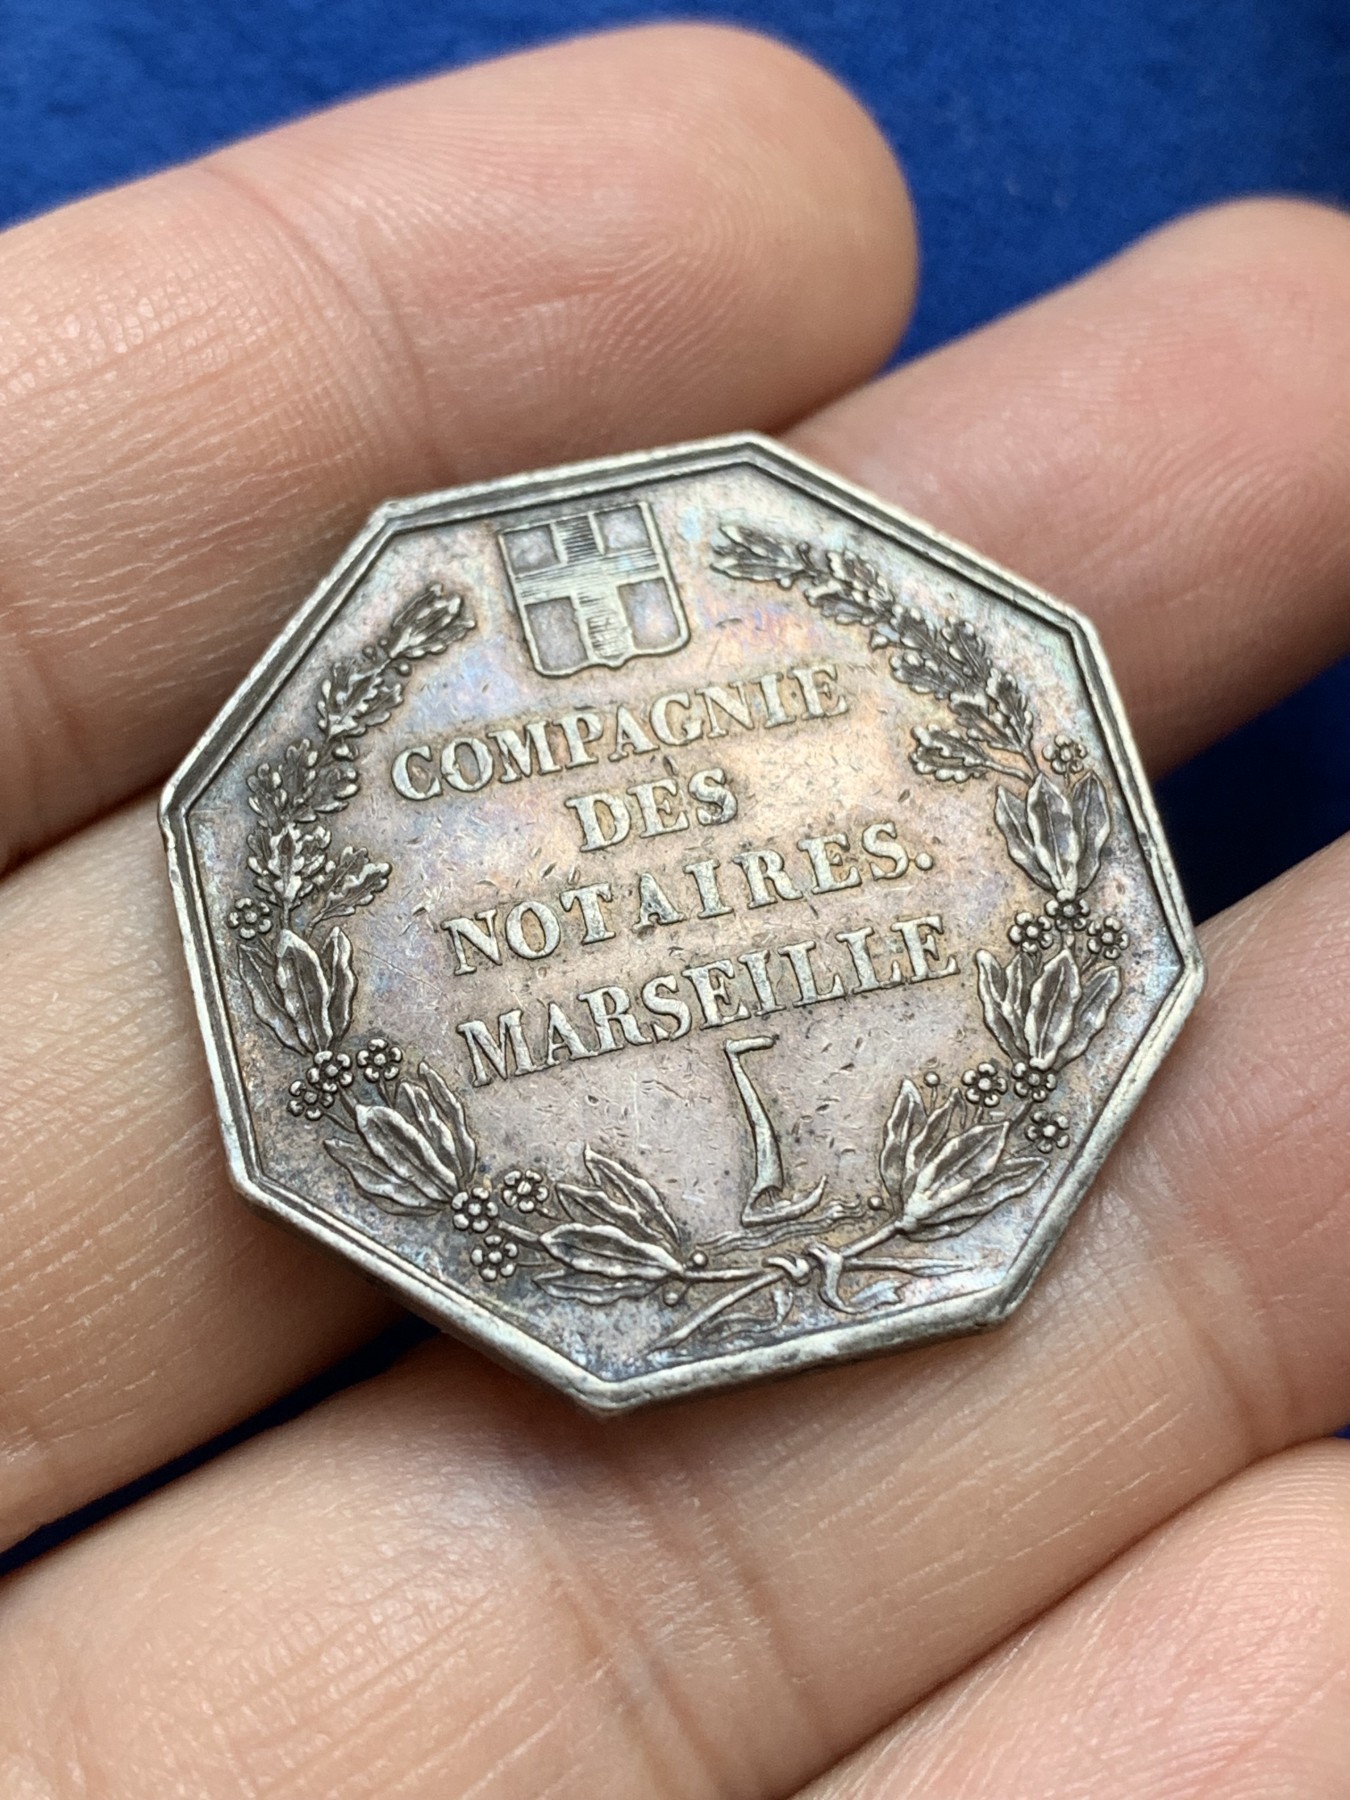 COMPAGNIE
DES
NOTAIRES.
MARSEILLE